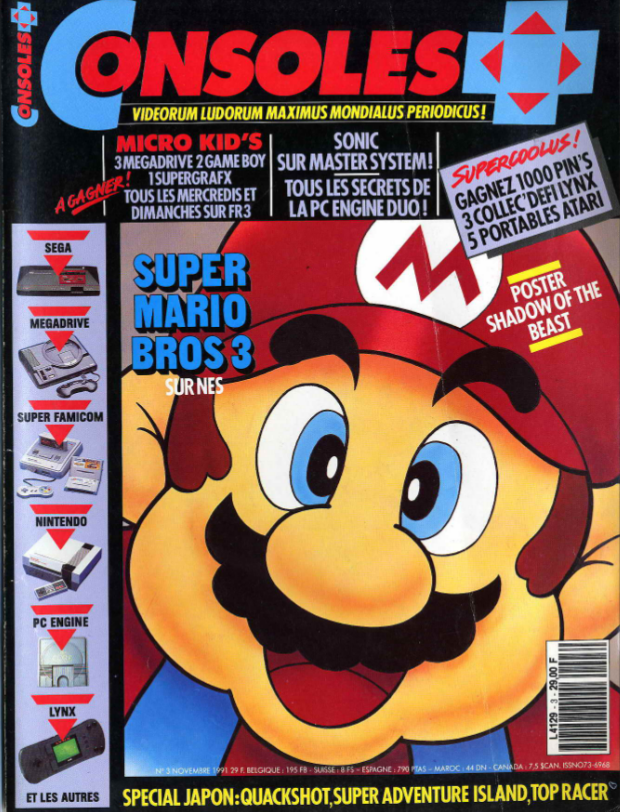 CONSOLES
CONSOLES
VIDEORUM LUDORUM MAXIMUS MONDIALUS PERIODICUS!
MICRO KID'S
3 MEGADRIVE 2 GAME BOY
1 SUPERGRAFX
TOUS LES MERCREDIS ET
DIMANCHES SUR FR3
A GAGNER!
SONIC
SUR MASTER SYSTEM!
TOUS LES SECRETS DE
LA PC ENGINE DUO!
SUPERCOOLUS!
GAGNEZ 1000 PIN'S
3 COLLEC' DEFI LYNX
5 PORTABLES ATARI
SEGA
MEGADRIVE
SUPER FAMICOM
NINTENDO
PC ENGINE
LYNX
ET LES AUTRES
SUPER
MARIO
BROS 3
SUR NES
M
POSTER
SHADOW OF THE
BEAST
L4129 - 3 - 29,00 F
N° 3 NOVEMBRE 1991 29 F. BELGIQUE : 195 FB - SUISSE : 8 FS - ESPAGNE : 790 PTAS - MAROC : 44 DN - CANADA : 7,5 $CAN. ISSN073-6968
SPECIAL JAPON: QUACKSHOT, SUPER ADVENTURE ISLAND, TOP RACER